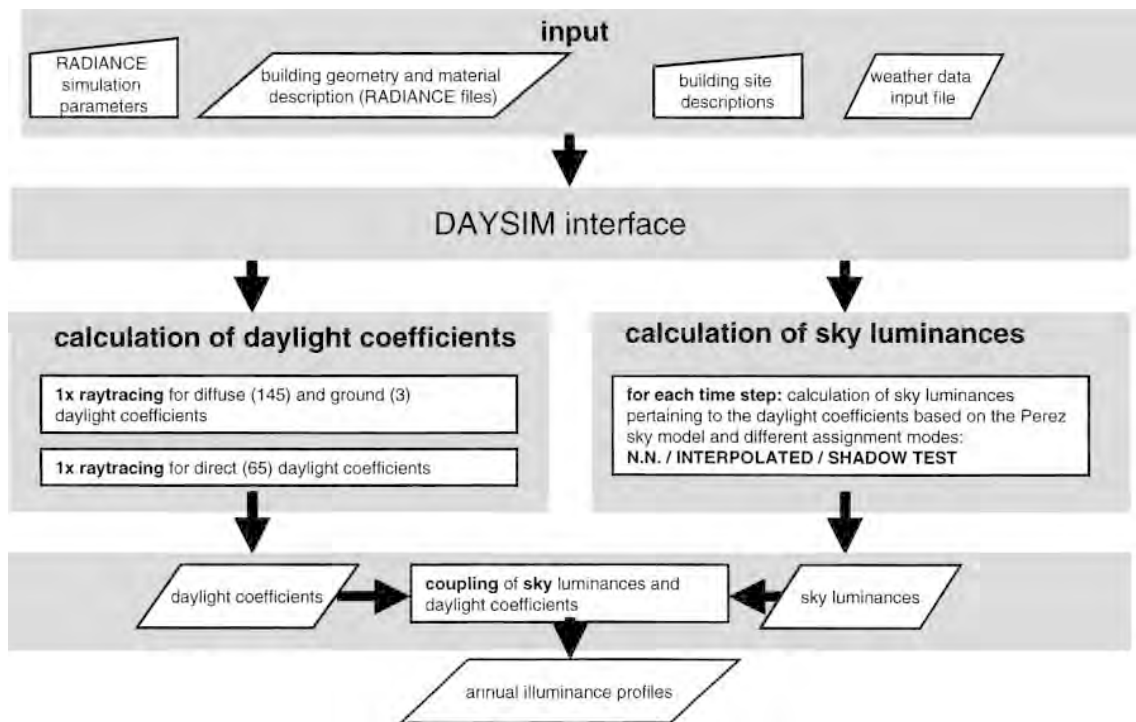 input
RADIANCE
simulation
parameters
building geometry and material
description (RADIANCE files)
building site
descriptions
weather data
input file
DAYSIM interface
calculation of daylight coefficients
1x raytracing for diffuse (145) and ground (3)
daylight coefficients
1x raytracing for direct (65) daylight coefficients
calculation of sky luminances
for each time step: calculation of sky luminances
pertaining to the daylight coefficients based on the Perez
sky model and different assignment modes:
N.N. / INTERPOLATED / SHADOW TEST
daylight coefficients
coupling of sky luminances and
daylight coefficients
sky luminances
annual illuminance profiles